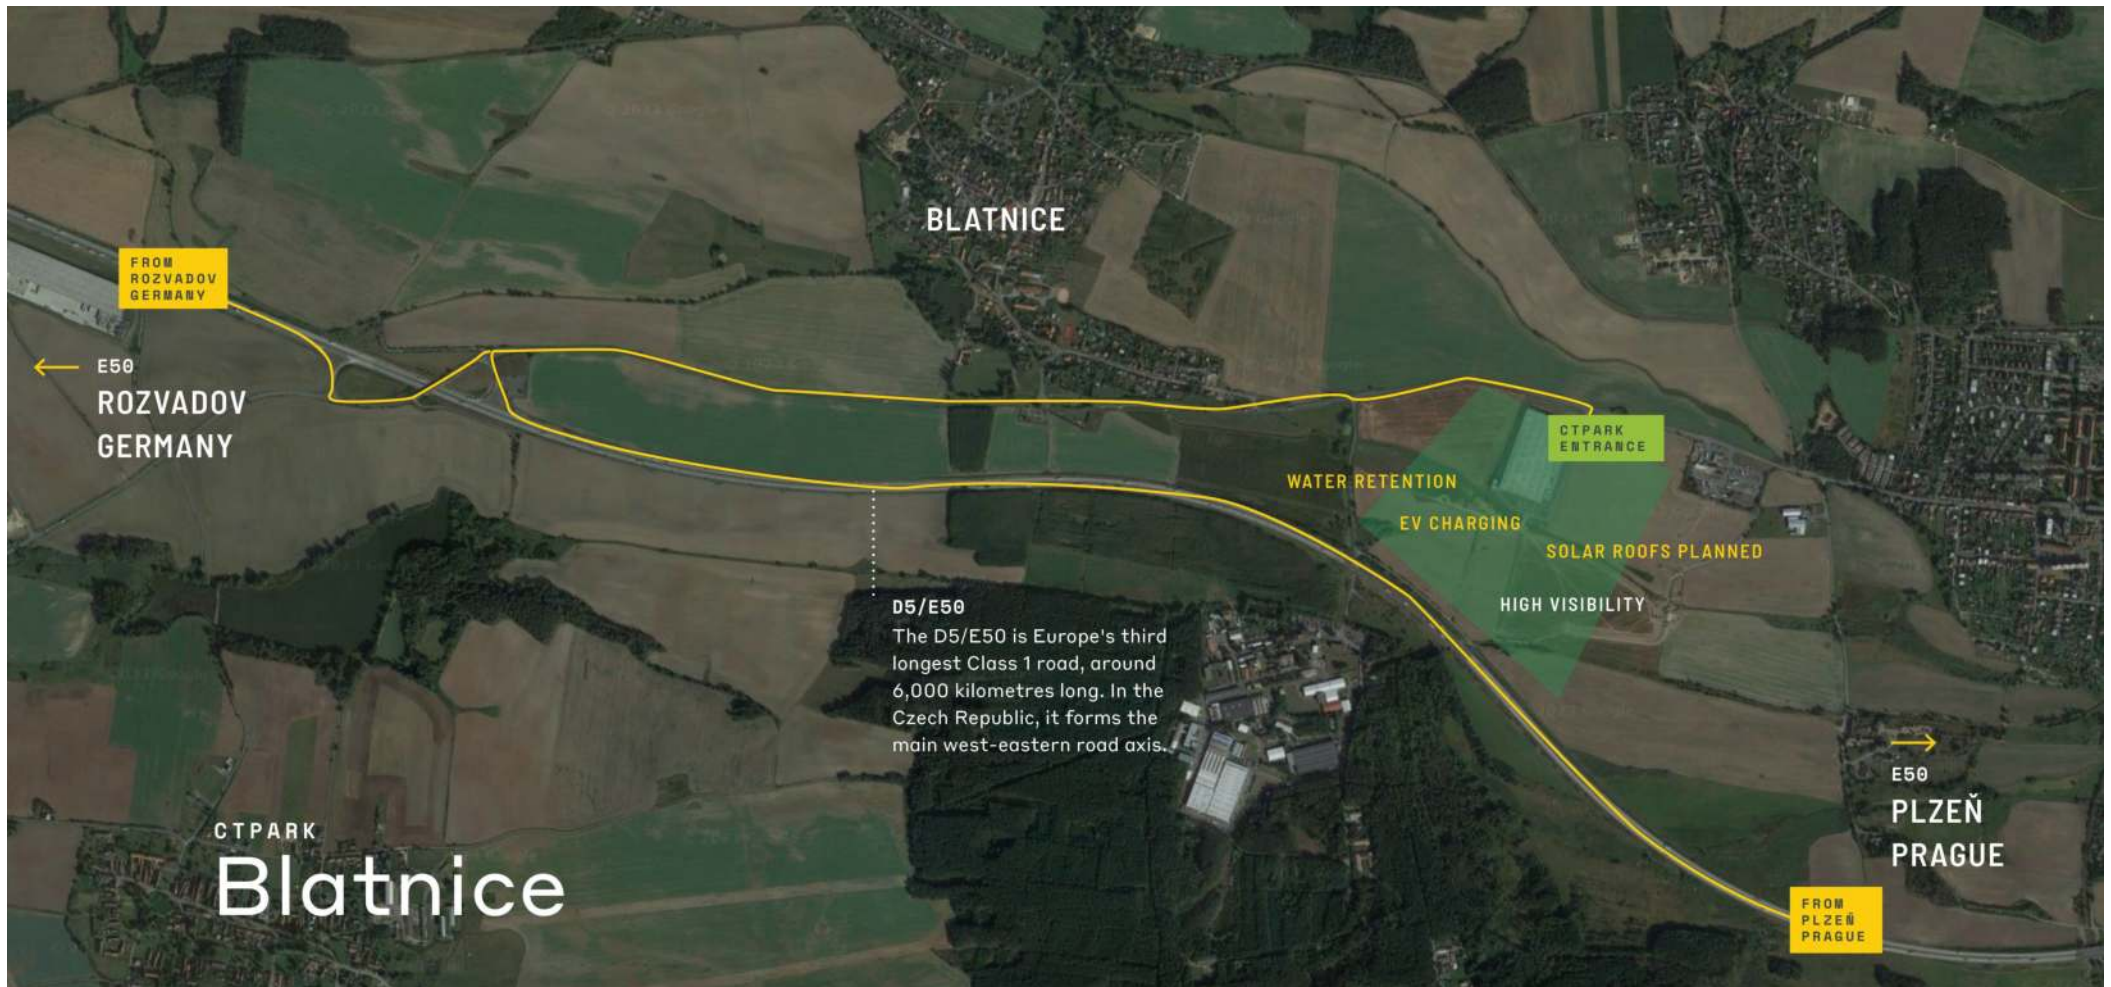 BLATNICE
FROM
ROZVADOV
GERMANY
E50
ROZVADOV
GERMANY
CTPARK
ENTRANCE
WATER RETENTION
EV CHARGING
SOLAR ROOFS PLANNED
HIGH VISIBILITY
D5/E50
The D5/E50 is Europe's third
longest Class 1 road, around
6,000 kilometres long. In the
Czech Republic, it forms the
main west-eastern road axis.
E50
PLZEŇ
PRAGUE
CTPARK
Blatnice
FROM
PLZEŇ
PRAGUE